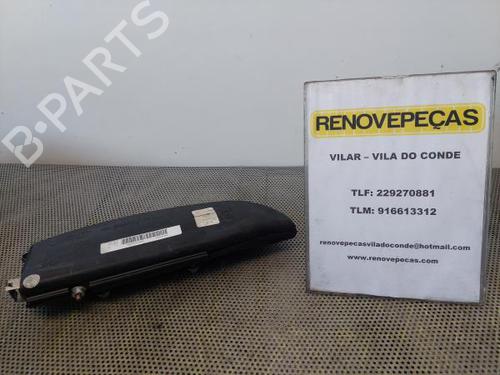 B-PARTS
RENOVEPEÇAS
VILAR – VILA DO CONDE
TLF: 229270881
TLM: 916613312
renovepecasviladoconde@hotmail.com
www.renovepecas.com